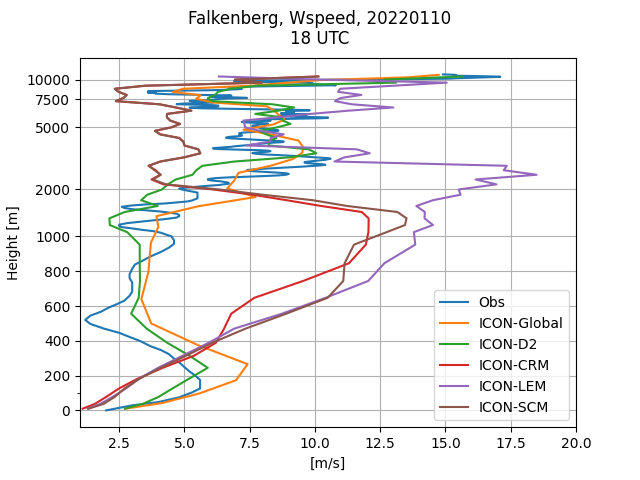 Falkenberg, Wspeed, 20220110
18 UTC
Height [m]
10000
7500
5000
2000
1000
800
600
400
200
0
2.5
5.0
7.5
10.0
12.5
15.0
17.5
20.0
[m/s]
Obs
ICON-Global
ICON-D2
ICON-CRM
ICON-LEM
ICON-SCM